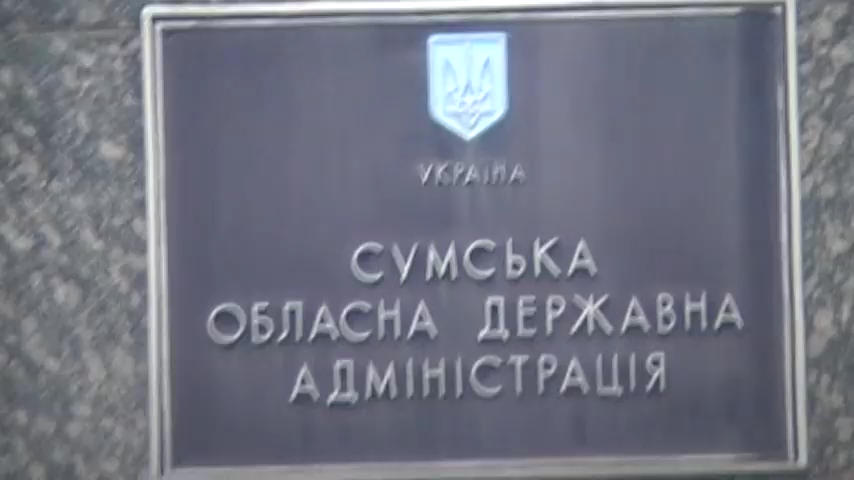 УКРАЇНА
СУМСЬКА
ОБЛАСНА ДЕРЖАВНА
АДМІНІСТРАЦІЯ